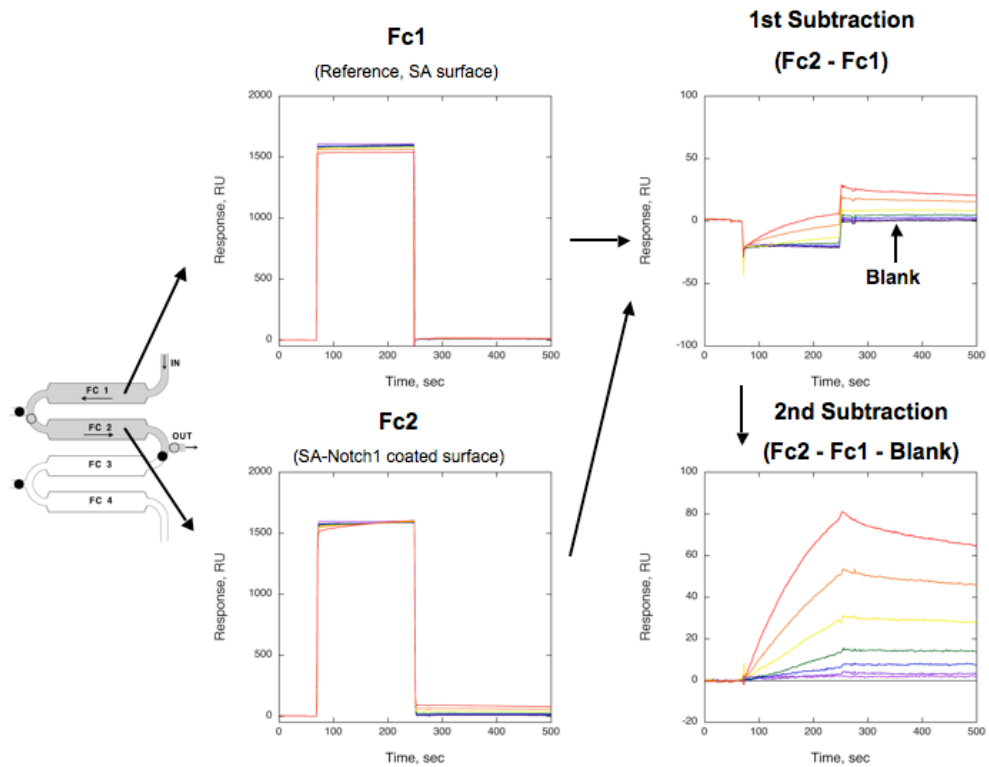 Fc1
(Reference, SA surface)
2000
1500
1000
500
0
Response, RU
0 100 200 300 400 500
Time, sec
1st Subtraction
(Fc2 - Fc1)
100
50
0
-50
-100
Response, RU
Blank
0 100 200 300 400 500
Time, sec
IN
FC 1
FC 2
OUT
FC 3
FC 4
Fc2
(SA-Notch1 coated surface)
2000
1500
1000
500
0
Response, RU
0 100 200 300 400 500
Time, sec
2nd Subtraction
(Fc2 - Fc1 - Blank)
100
80
60
40
20
0
-20
Response, RU
0 100 200 300 400 500
Time, sec